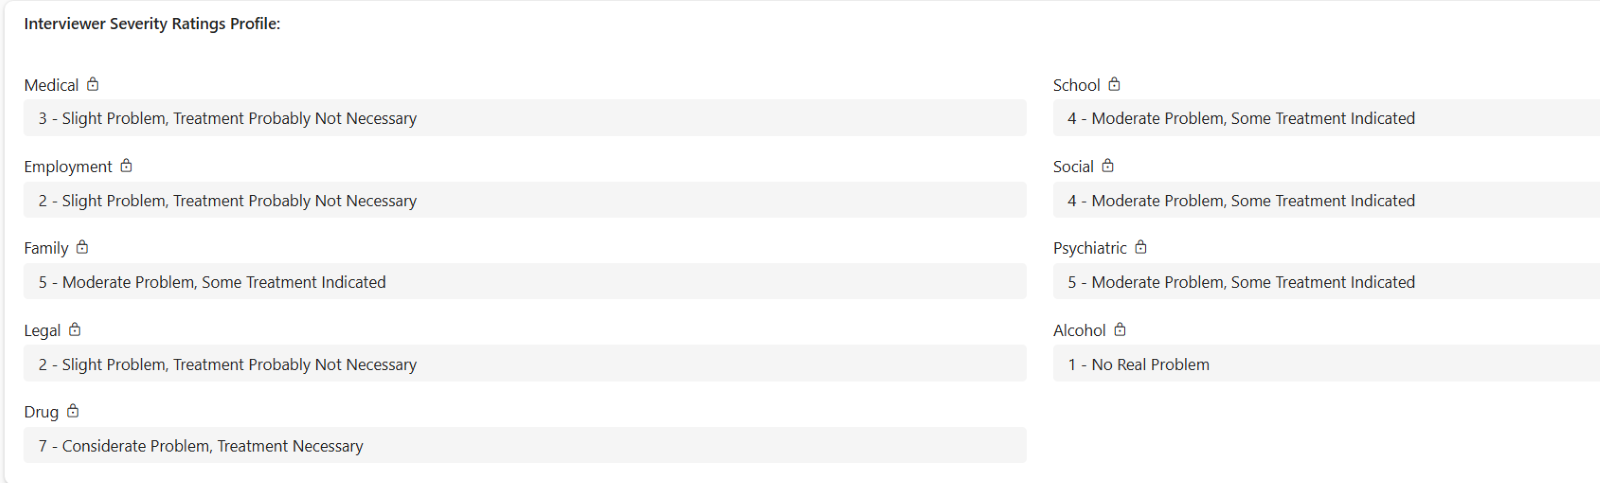 Interviewer Severity Ratings Profile:
Medical
3 - Slight Problem, Treatment Probably Not Necessary
School
4 - Moderate Problem, Some Treatment Indicated
Employment
2 - Slight Problem, Treatment Probably Not Necessary
Social
4 - Moderate Problem, Some Treatment Indicated
Family
5 - Moderate Problem, Some Treatment Indicated
Psychiatric
5 - Moderate Problem, Some Treatment Indicated
Legal
2 - Slight Problem, Treatment Probably Not Necessary
Alcohol
1 - No Real Problem
Drug
7 - Considerate Problem, Treatment Necessary